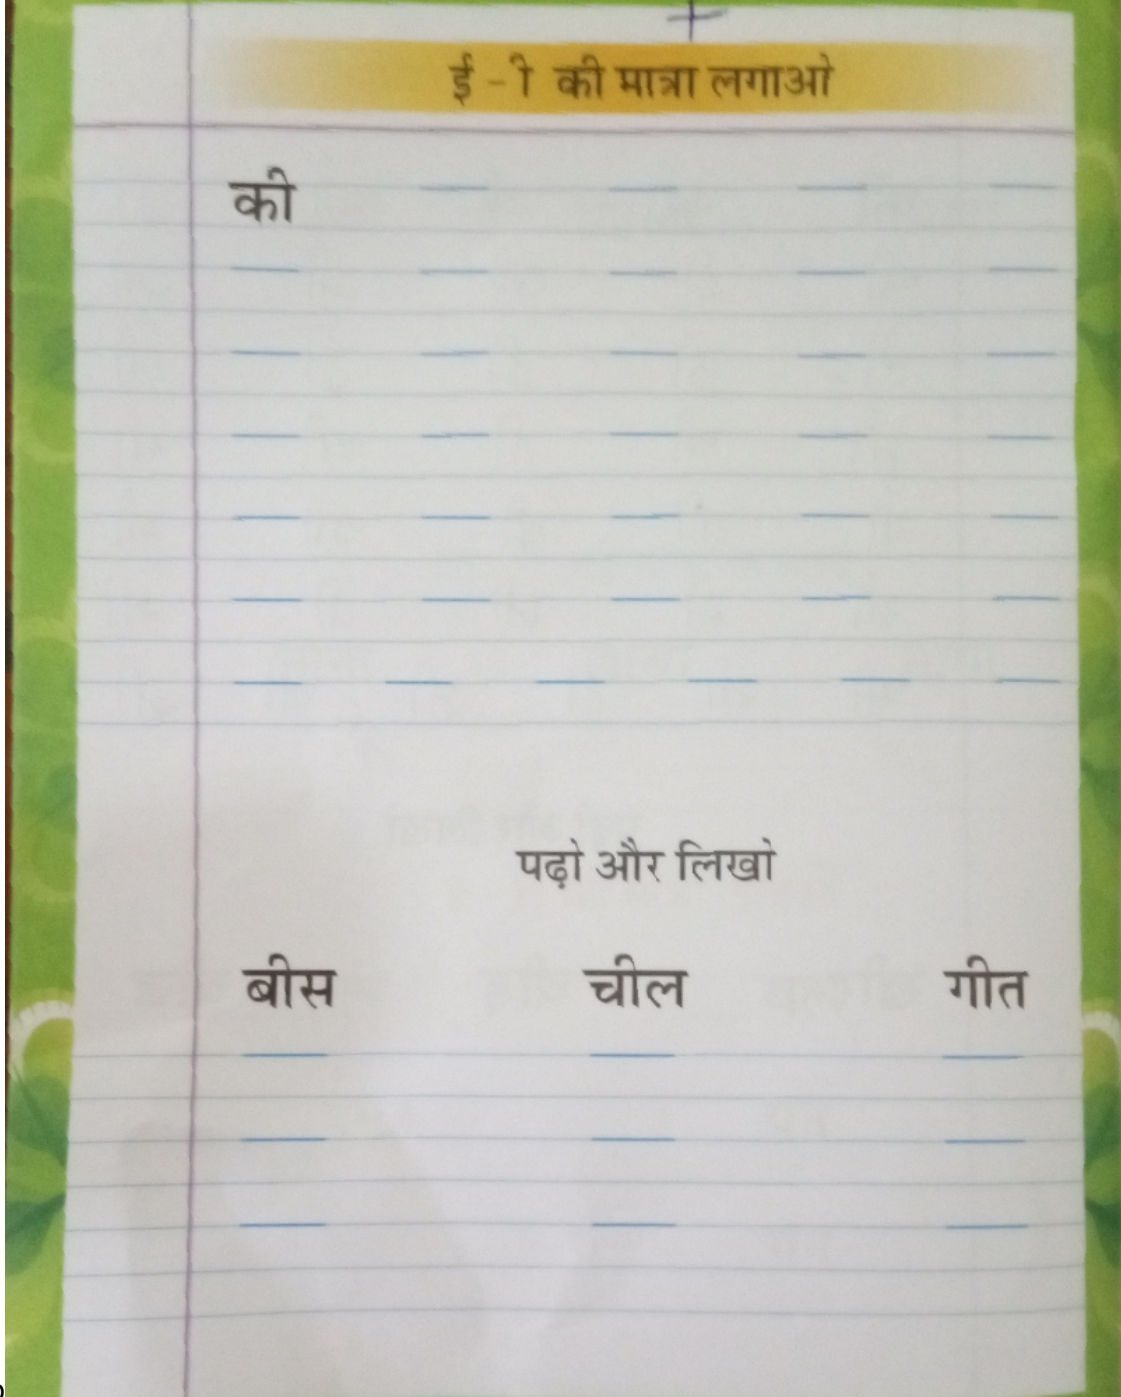 ई - ी की मात्रा लगाओ
की
पढ़ो और लिखो
बीस चील गीत